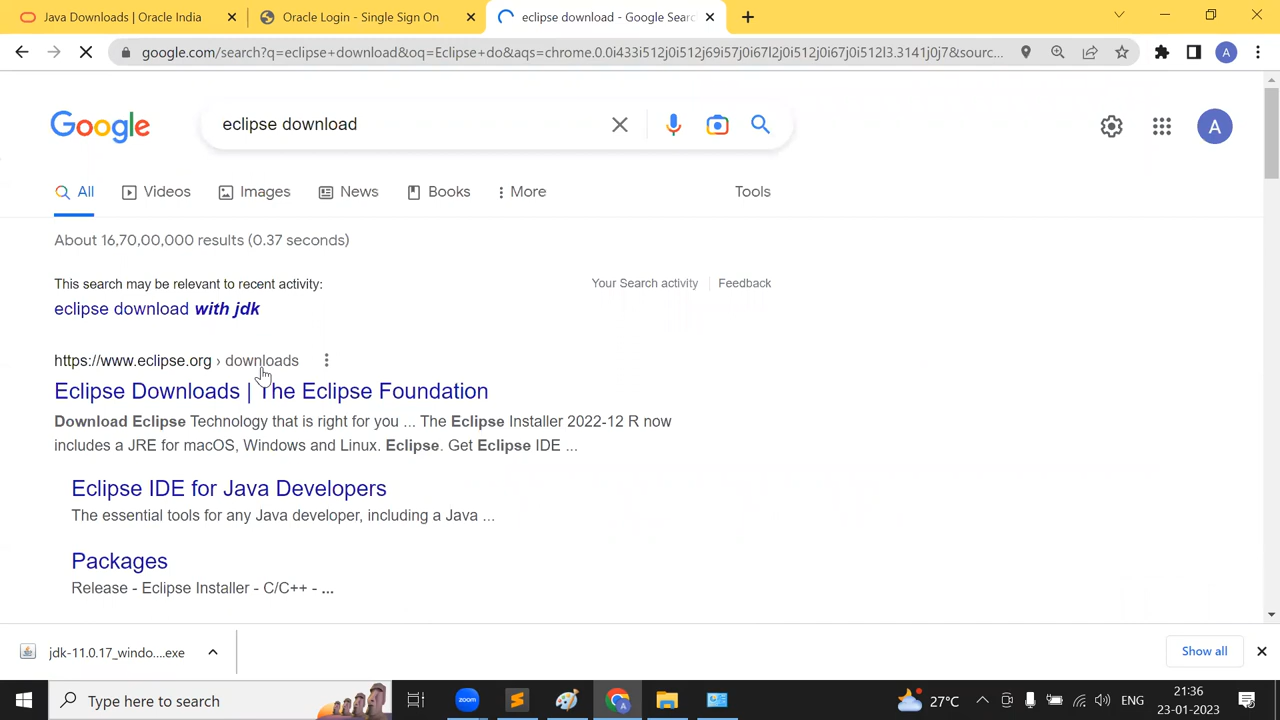 Java Downloads | Oracle India
Oracle Login - Single Sign On
eclipse download - Google Sear
google.com/search?q=eclipse+download&oq=Eclipse+do&aqs=chrome.0.0i433i512j0i512j69i57j0i67l2j0i512j0i67j0i512l3.3141j0j7&sourc...
A
Google
eclipse download
A
All
Videos
Images
News
Books
More
Tools
About 16,70,00,000 results (0.37 seconds)
This search may be relevant to recent activity:
Your Search activity
Feedback
eclipse download with jdk
https://www.eclipse.org › downloads
Eclipse Downloads | The Eclipse Foundation
Download Eclipse Technology that is right for you ... The Eclipse Installer 2022-12 R now
includes a JRE for macOS, Windows and Linux. Eclipse. Get Eclipse IDE ...
Eclipse IDE for Java Developers
The essential tools for any Java developer, including a Java ...
Packages
Release - Eclipse Installer - C/C++ - ...
jdk-11.0.17_windo....exe
Show all
Type here to search
zoom
A
27°C
ENG
21:36
23-01-2023